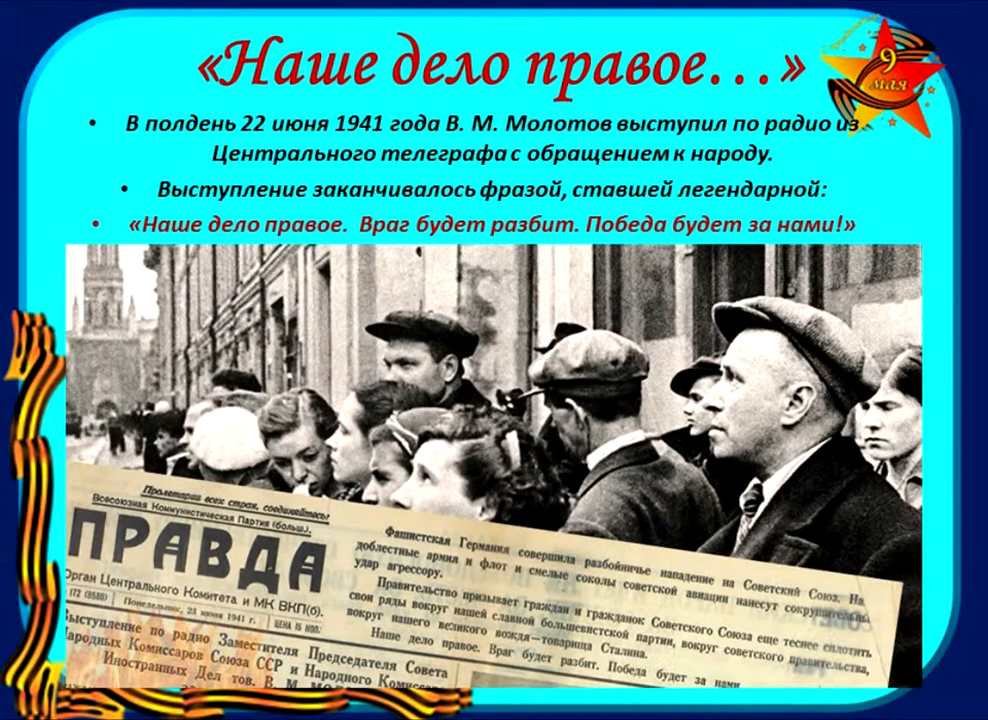 «Наше дело правое...»
9
мая
• В полдень 22 июня 1941 года В. М. Молотов выступил по радио из
Центрального телеграфа с обращением к народу.
• Выступление заканчивалось фразой, ставшей легендарной:
• «Наше дело правое. Враг будет разбит. Победа будет за нами!»
Пролетарии всех стран, соединяйтесь!
Всесоюзная Коммунистическая Партия (больш.).
ПРАВДА
Орган Центрального Комитета и МК ВКП(б).
172 (8580) Понедельник, 23 июня 1941 г. ЦЕНА 15 КОП.
Выступление по радио Заместителя Председателя Совета
Народных Комиссаров Союза ССР и Народного Комиссара
Иностранных Дел тов. В. М.
Фашистская Германия совершила разбойничье нападение на Советский Союз. На
доблестные армия и флот и смелые соколы советской авиации нанесут сокрушительный
удар агрессору.
Правительство призывает граждан и гражданок Советского Союза еще теснее сплотить
свои ряды вокруг нашей славной большевистской партии, вокруг советского правительства,
вокруг нашего великого вождя—товарища Сталина.
Наше дело правое. Враг будет разбит. Победа будет за нами